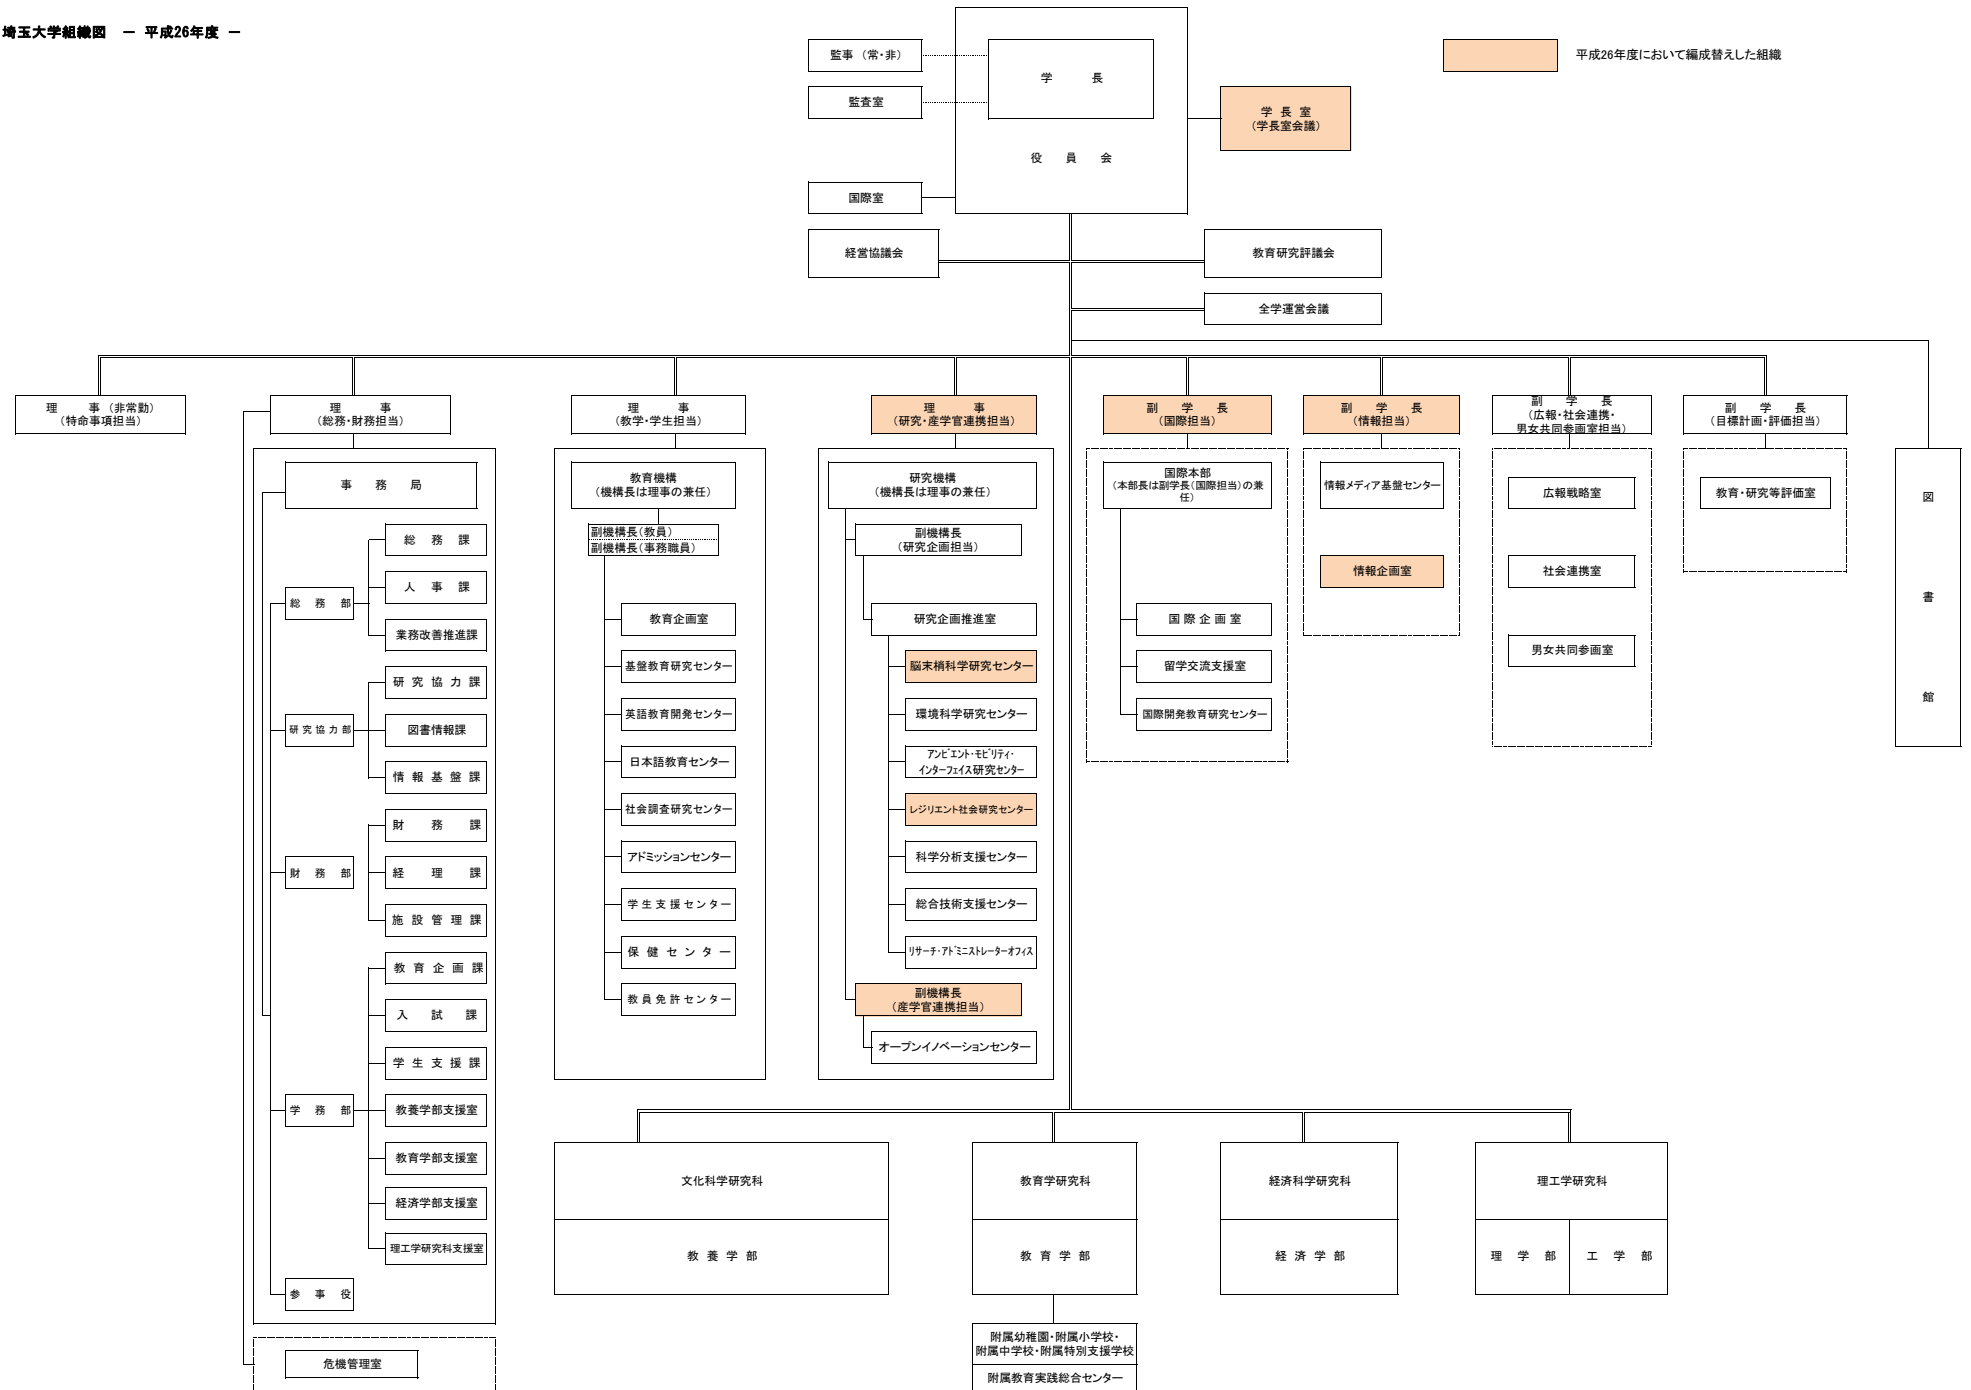 埼玉大学組織図 － 平成26年度 －
監事（常・非）
学 長
平成26年度において編成替えした組織
監査室
学 長 室
（学長室会議）
役 員 会
国際室
経営協議会
教育研究評議会
全学運営会議
理 事（非常勤）
（特命事項担当）
理 事
（総務・財務担当）
理 事
（教学・学生担当）
理 事
（研究・産学官連携担当）
副 学 長
（国際担当）
副 学 長
（情報担当）
副 学 長
（広報・社会連携・
男女共同参画室担当）
副 学 長
（目標計画・評価担当）
図
書
館
事 務 局
総 務 部
総 務 課
人 事 課
業務改善推進課
研 究 協 力 部
研 究 協 力 課
図書情報課
情 報 基 盤 課
財 務 部
財 務 課
経 理 課
施 設 管 理 課
学 務 部
教 育 企 画 課
入 試 課
学 生 支 援 課
教養学部支援室
教育学部支援室
経済学部支援室
理工学研究科支援室
参 事 役
危機管理室
教育機構
（機構長は理事の兼任）
副機構長（教員）
副機構長（事務職員）
教育企画室
基盤教育研究センター
英語教育開発センター
日本語教育センター
社会調査研究センター
アドミッションセンター
学 生 支 援 セ ン タ ー
保 健 セ ン タ ー
教 員 免 許 セ ン タ ー
研究機構
（機構長は理事の兼任）
副機構長
（研究企画担当）
研究企画推進室
脳末梢科学研究センター
環境科学研究センター
アンビエント・モビリティ・
インターフェイス研究センター
レジリエント社会研究センター
科学分析支援センター
総合技術支援センター
リサーチ・アドミニストレーターオフィス
副機構長
（産学官連携担当）
オープンイノベーションセンター
国際本部
（本部長は副学長（国際担当）の兼
任）
国 際 企 画 室
留学交流支援室
国際開発教育研究センター
情報メディア基盤センター
情報企画室
広報戦略室
社会連携室
男女共同参画室
教育・研究等評価室
文化科学研究科
教 養 学 部
教育学研究科
教 育 学 部
附属幼稚園・附属小学校・
附属中学校・附属特別支援学校
附属教育実践総合センター
経済科学研究科
経 済 学 部
理工学研究科
理 学 部
工 学 部